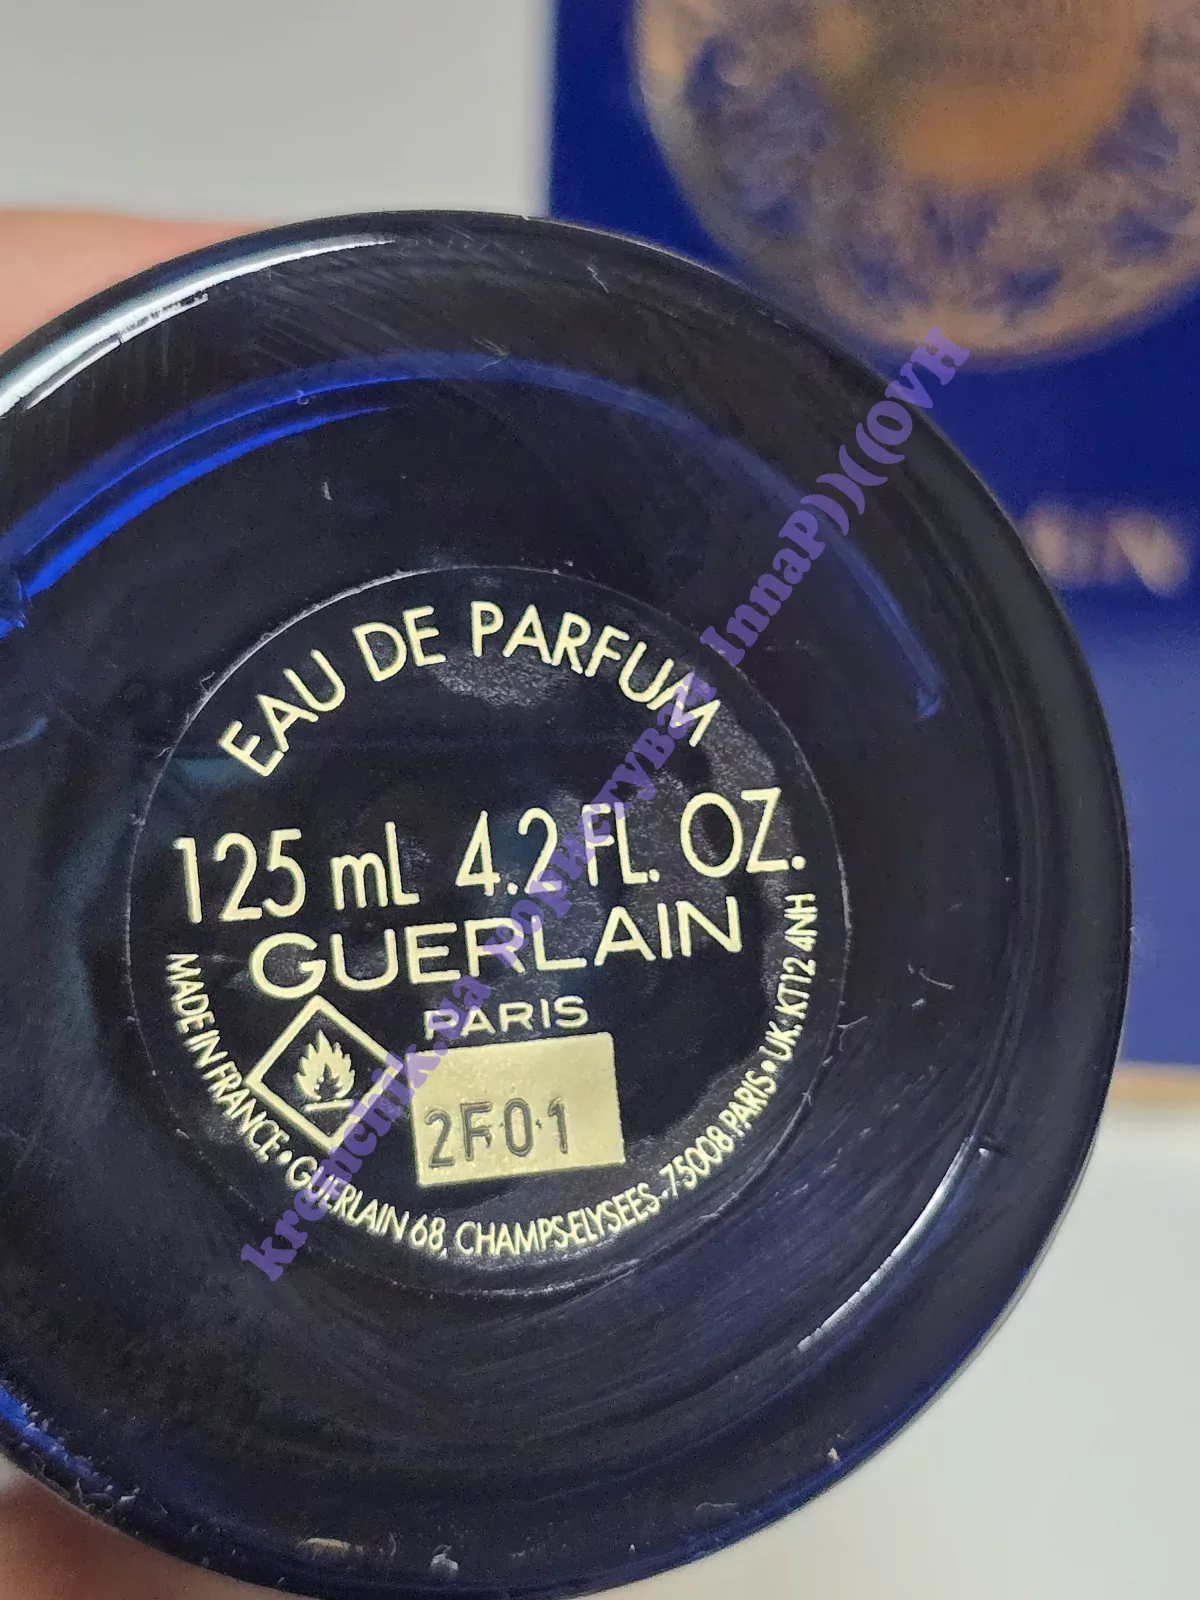 EAU DE PARFUM
125 mL 4.2 FL. OZ.
GUERLAIN
PARIS
2F01
MADE IN FRANCE • GUERLAIN 68, CHAMPS-ELYSEES - 75008 PARIS • UK. KT12 4NH